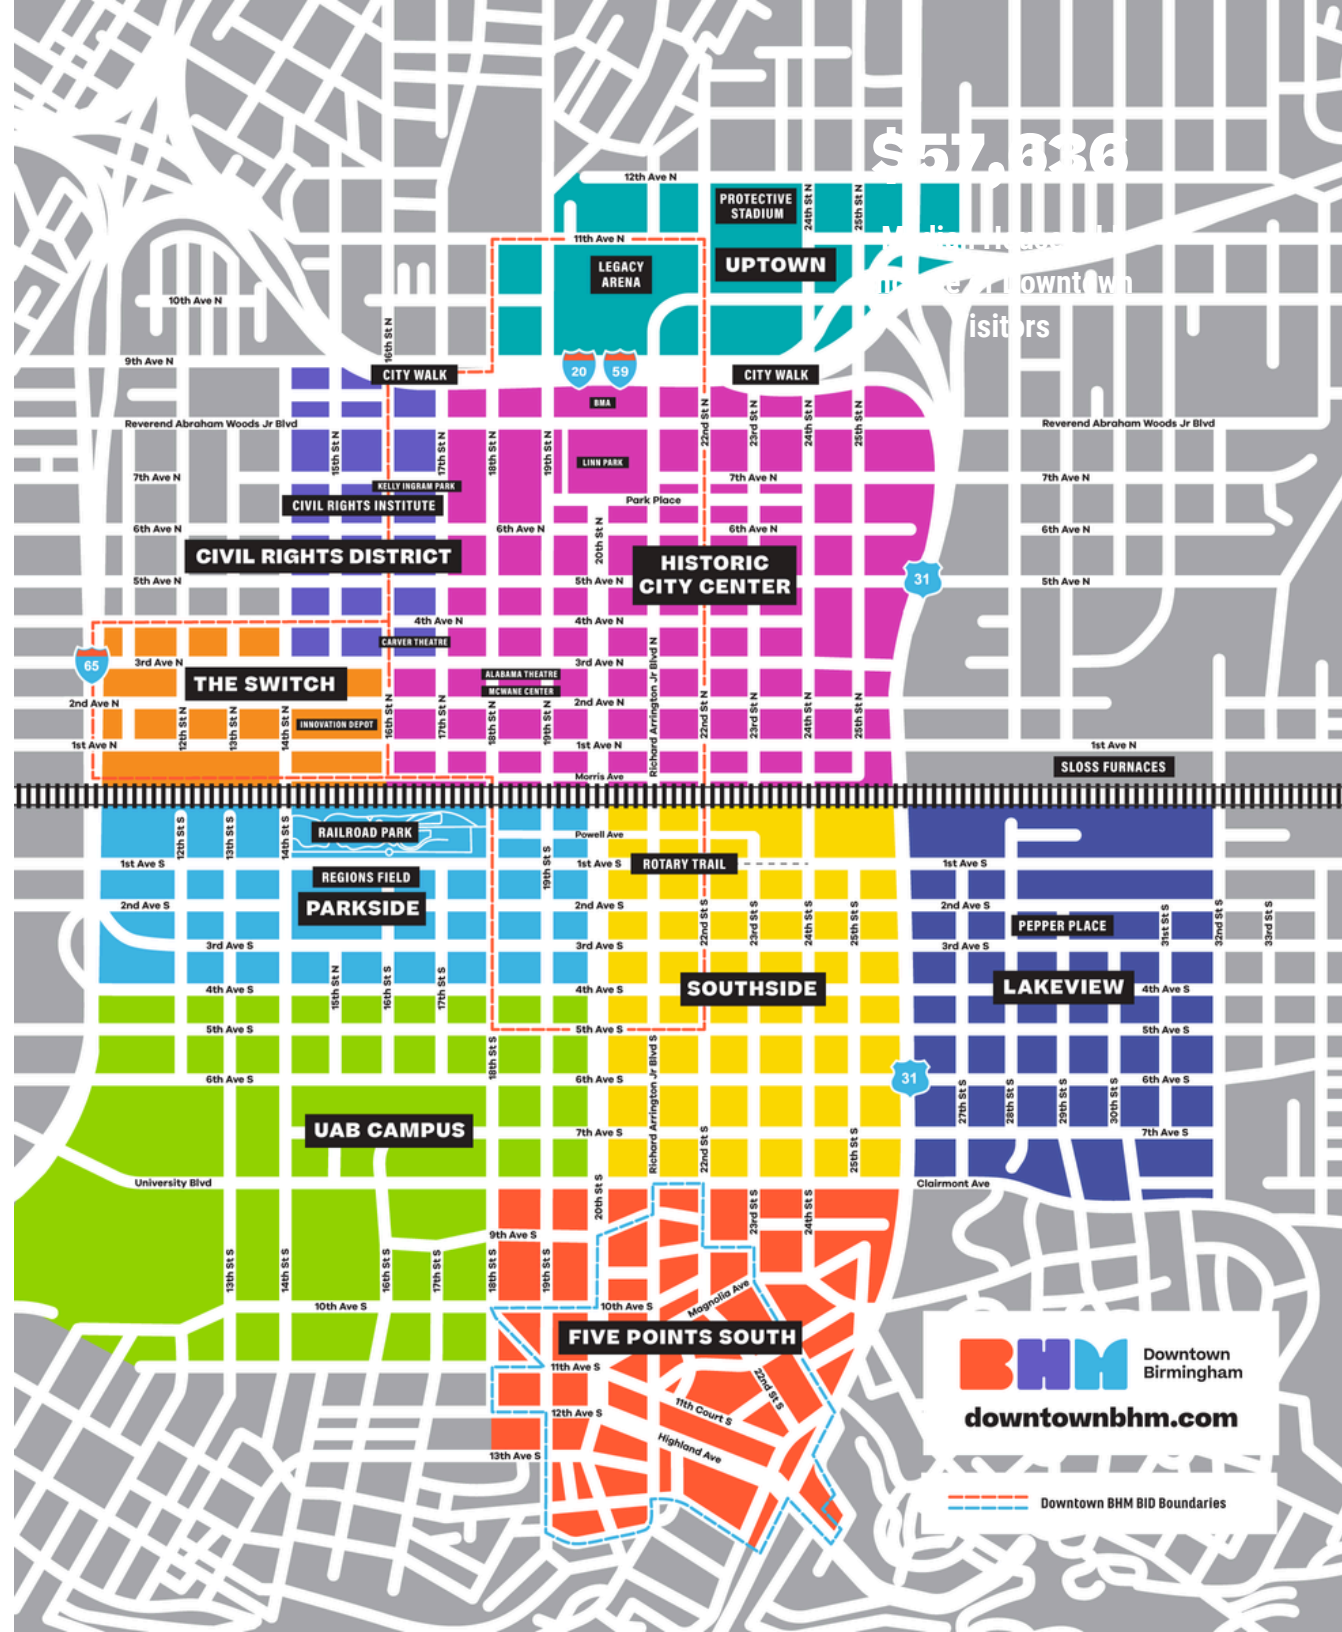 $57,636
Median Household
Income of Downtown
Visitors
12th Ave N
PROTECTIVE
STADIUM
24th St N
25th St N
11th Ave N
LEGACY
ARENA
UPTOWN
10th Ave N
16th St N
9th Ave N
CITY WALK
20
59
CITY WALK
BMA
22nd St N
23rd St N
24th St N
25th St N
Reverend Abraham Woods Jr Blvd
Reverend Abraham Woods Jr Blvd
15th St N
17th St N
18th St N
19th St N
LINN PARK
7th Ave N
7th Ave N
7th Ave N
KELLY INGRAM PARK
Park Place
CIVIL RIGHTS INSTITUTE
6th Ave N
6th Ave N
6th Ave N
6th Ave N
20th St N
CIVIL RIGHTS DISTRICT
HISTORIC
CITY CENTER
31
5th Ave N
5th Ave N
5th Ave N
4th Ave N
4th Ave N
CARVER THEATRE
65
3rd Ave N
3rd Ave N
Richard Arrington Jr Blvd N
ALABAMA THEATRE
THE SWITCH
MCWANE CENTER
2nd Ave N
2nd Ave N
12th St N
13th St N
14th St N
INNOVATION DEPOT
16th St N
17th St N
18th St N
19th St N
22nd St N
23rd St N
24th St N
25th St N
1st Ave N
1st Ave N
1st Ave N
SLOSS FURNACES
Morris Ave
12th St S
13th St S
14th St S
RAILROAD PARK
Powell Ave
1st Ave S
19th St S
1st Ave S
ROTARY TRAIL
1st Ave S
REGIONS FIELD
2nd Ave S
PARKSIDE
2nd Ave S
2nd Ave S
22nd St S
23rd St S
24th St S
25th St S
PEPPER PLACE
31st St S
32nd St S
33rd St S
3rd Ave S
3rd Ave S
3rd Ave S
15th St N
16th St S
17th St S
4th Ave S
4th Ave S
SOUTHSIDE
LAKEVIEW
4th Ave S
5th Ave S
5th Ave S
5th Ave S
18th St S
Richard Arrington Jr Blvd S
6th Ave S
6th Ave S
31
6th Ave S
27th St S
28th St S
29th St S
30th St S
UAB CAMPUS
7th Ave S
22nd St S
25th St S
7th Ave S
University Blvd
20th St S
Clairmont Ave
23rd St S
24th St S
9th Ave S
13th St S
14th St S
16th St S
17th St S
18th St S
19th St S
10th Ave S
10th Ave S
Magnolia Ave
FIVE POINTS SOUTH
11th Ave S
22nd St S
12th Ave S
11th Court S
Highland Ave
13th Ave S
BHM
Downtown
Birmingham
downtownbhm.com
Downtown BHM BID Boundaries